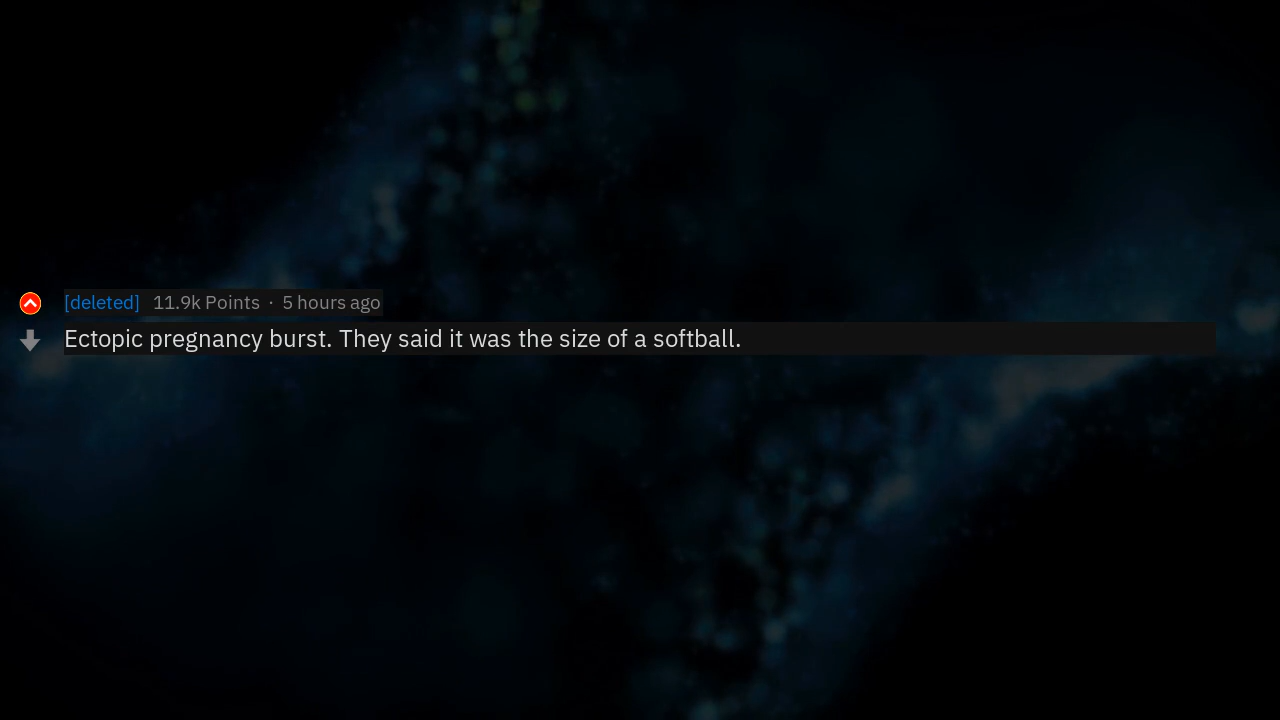 [deleted] 11.9k Points · 5 hours ago
Ectopic pregnancy burst. They said it was the size of a softball.